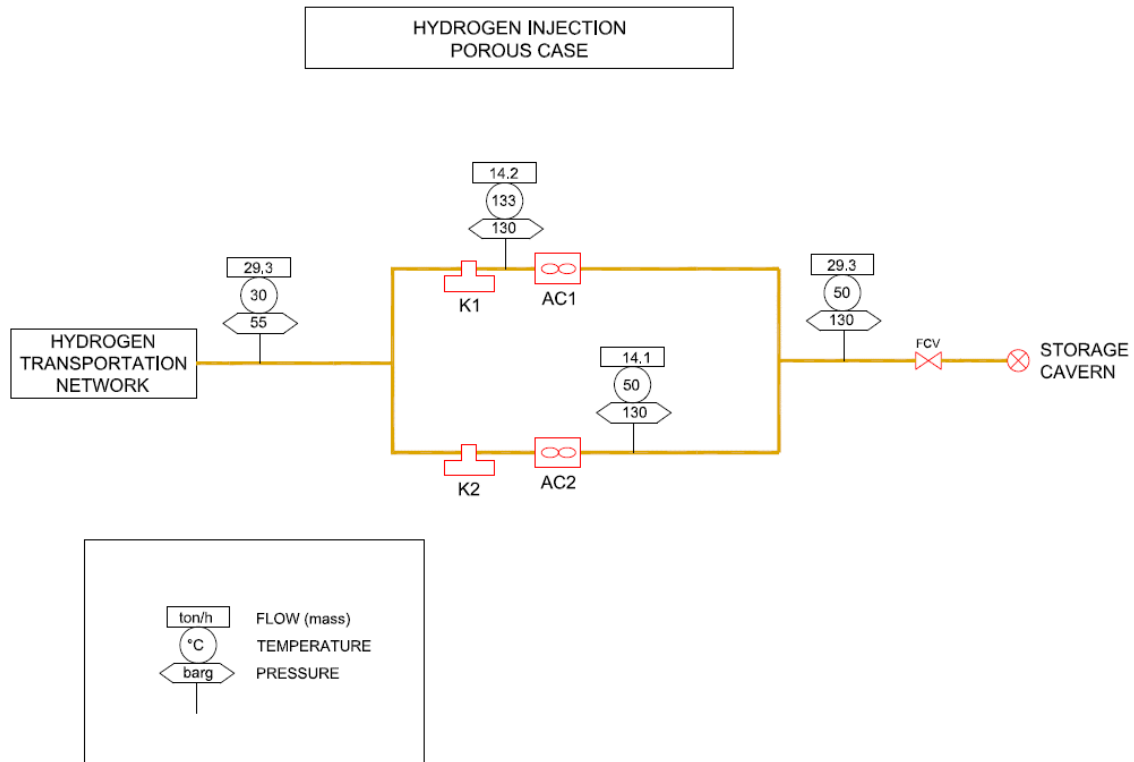 HYDROGEN INJECTION
POROUS CASE
14.2
133
130
29,3
30
55
K1
AC1
29.3
50
130
HYDROGEN
TRANSPORTATION
NETWORK
14.1
50
130
FCV
STORAGE
CAVERN
K2
AC2
ton/h FLOW (mass)
°C TEMPERATURE
barg PRESSURE